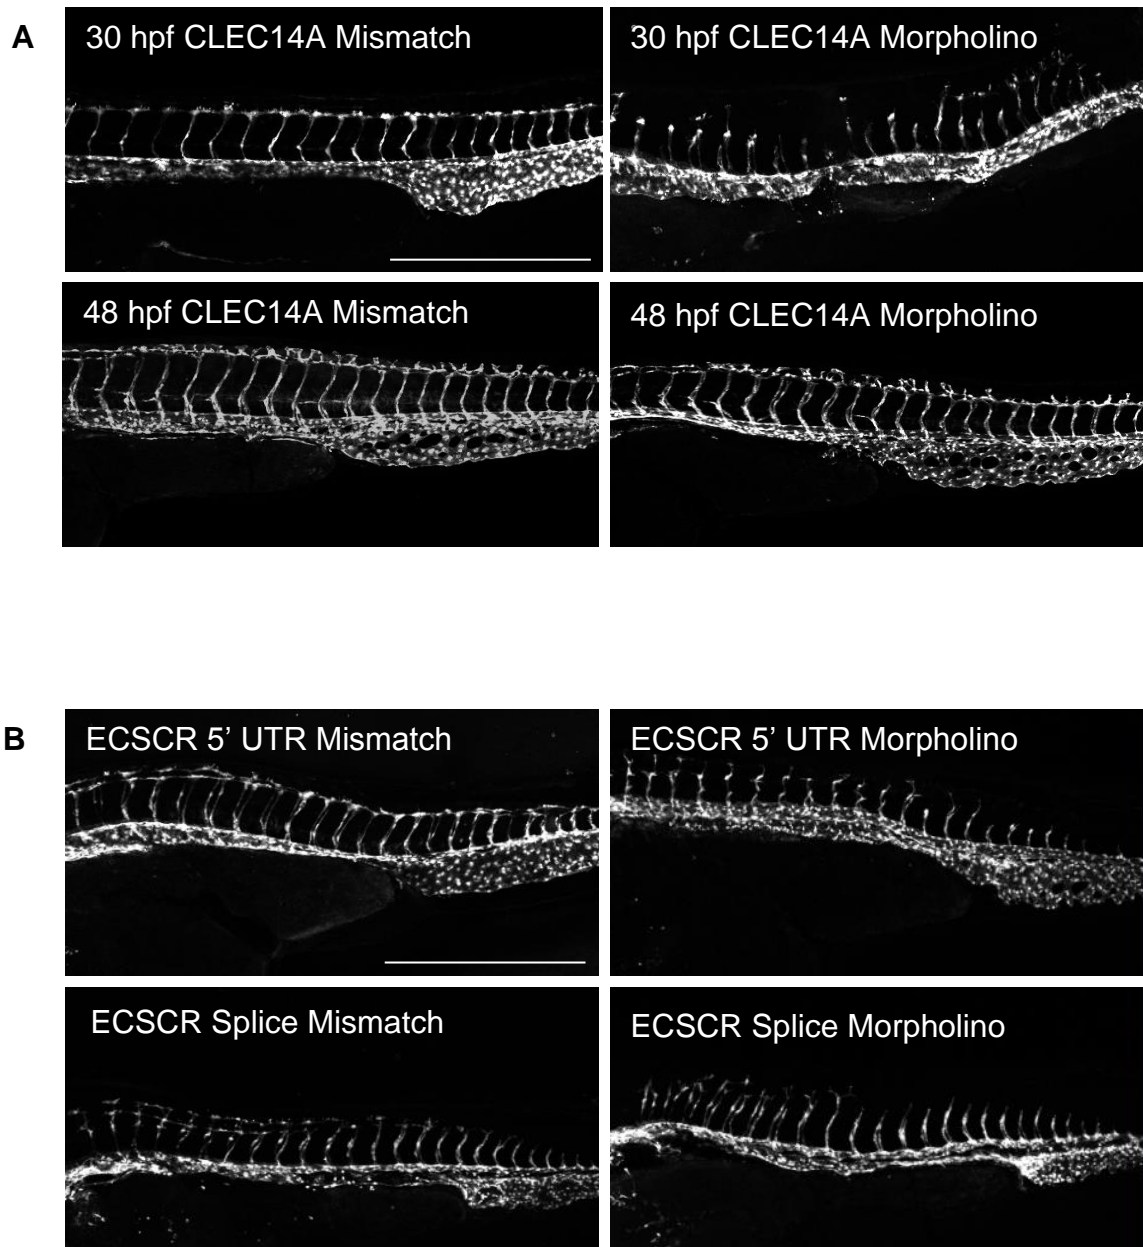 A
30 hpf CLEC14A Mismatch
30 hpf CLEC14A Morpholino
48 hpf CLEC14A Mismatch
48 hpf CLEC14A Morpholino
B
ECSCR 5’ UTR Mismatch
ECSCR 5’ UTR Morpholino
ECSCR Splice Mismatch
ECSCR Splice Morpholino